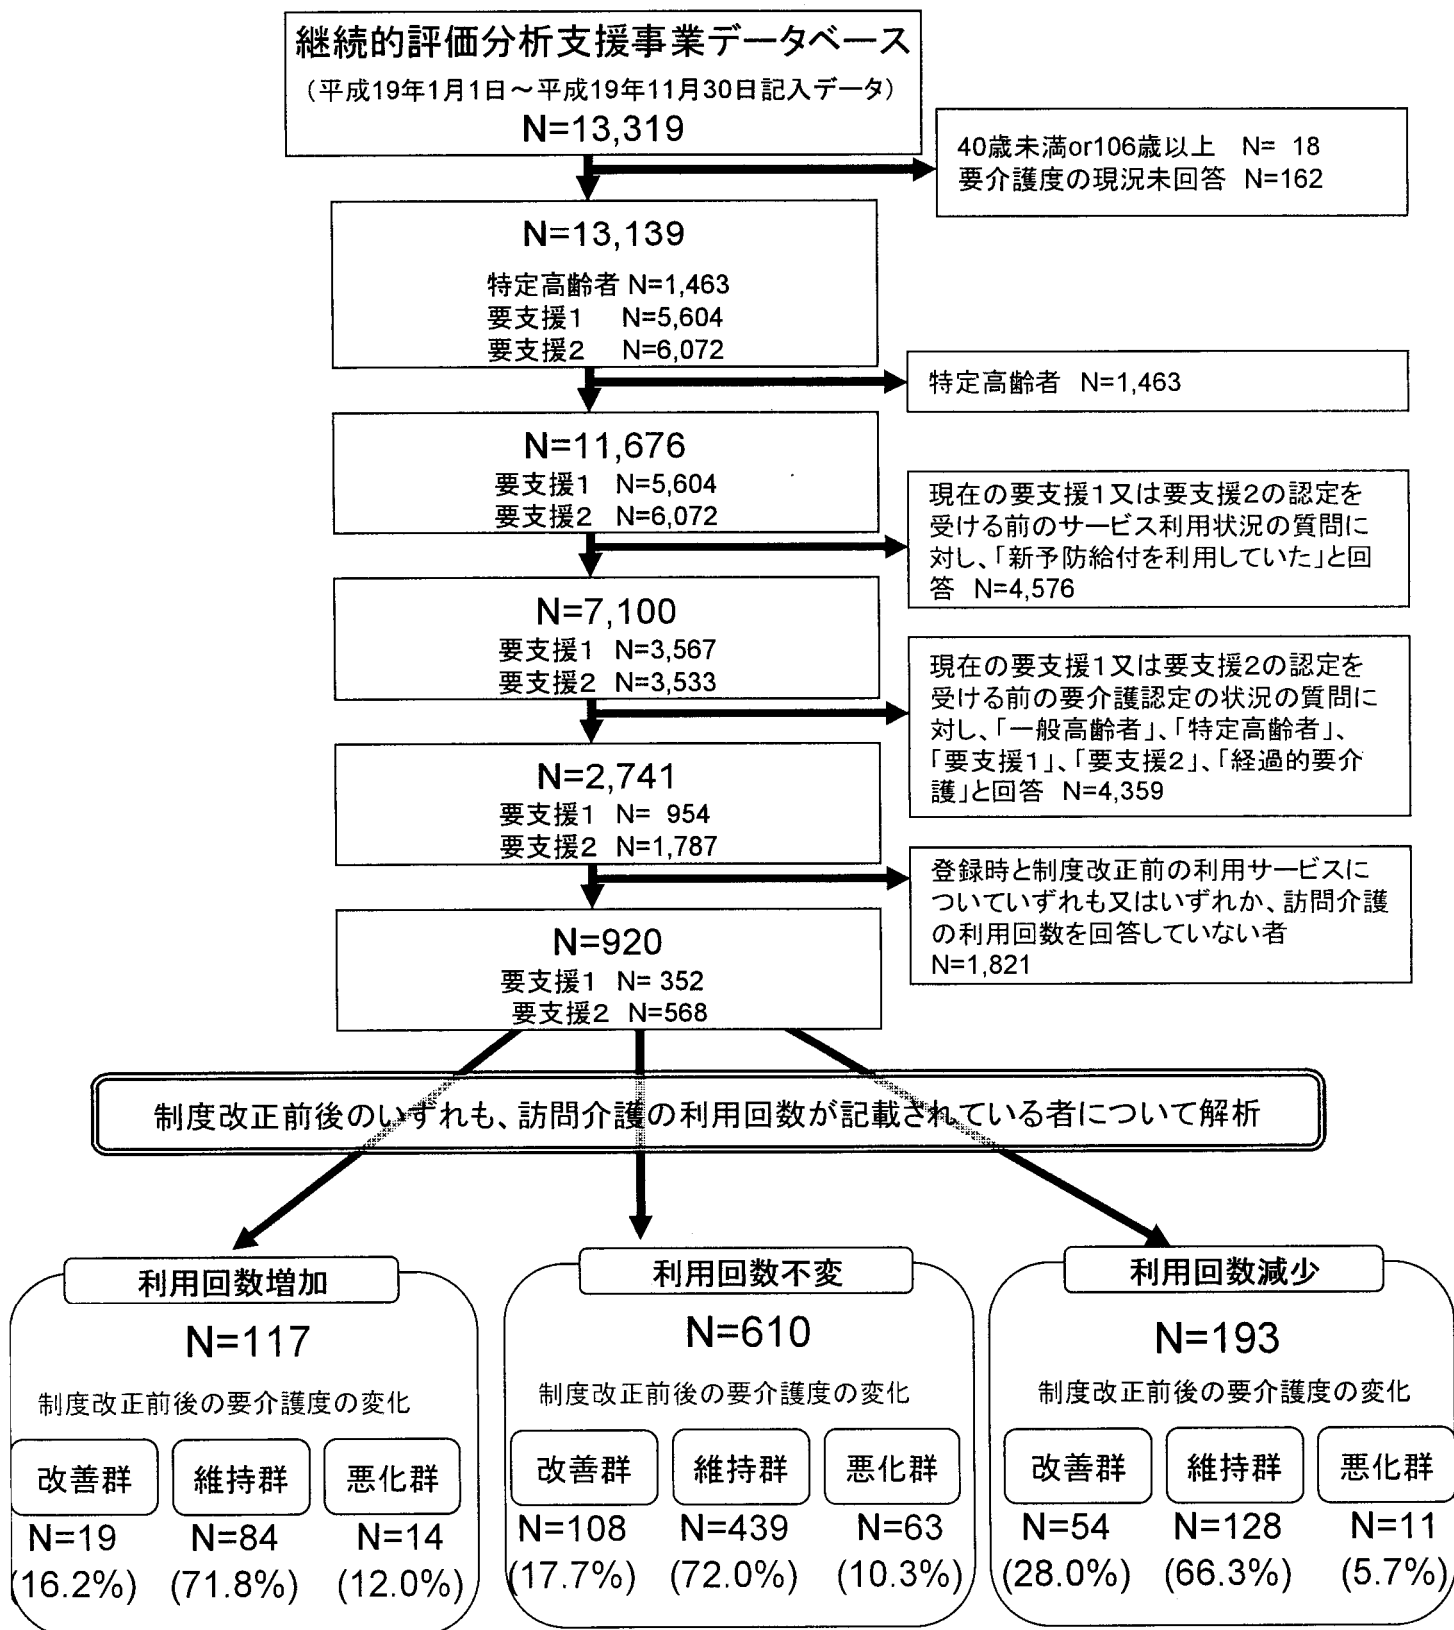 継続的評価分析支援事業データベース
（平成19年1月1日～平成19年11月30日記入データ）
N=13,319
40歳未満or106歳以上 N= 18
要介護度の現況未回答 N=162
N=13,139
特定高齢者 N=1,463
要支援1 N=5,604
要支援2 N=6,072
特定高齢者 N=1,463
N=11,676
要支援1 N=5,604
要支援2 N=6,072
現在の要支援1又は要支援2の認定を
受ける前のサービス利用状況の質問に
対し、「新予防給付を利用していた」と回
答 N=4,576
N=7,100
要支援1 N=3,567
要支援2 N=3,533
現在の要支援1又は要支援2の認定を
受ける前の要介護認定の状況の質問に
対し、「一般高齢者」、「特定高齢者」、
「要支援1」、「要支援2」、「経過的要介
護」と回答 N=4,359
N=2,741
要支援1 N= 954
要支援2 N=1,787
登録時と制度改正前の利用サービスに
ついていずれも又はいずれか、訪問介護
の利用回数を回答していない者
N=1,821
N=920
要支援1 N= 352
要支援2 N=568
制度改正前後のいずれも、訪問介護の利用回数が記載されている者について解析
利用回数増加
N=117
制度改正前後の要介護度の変化
改善群 維持群 悪化群
N=19 N=84 N=14
(16.2%) (71.8%) (12.0%)
利用回数不変
N=610
制度改正前後の要介護度の変化
改善群 維持群 悪化群
N=108 N=439 N=63
(17.7%) (72.0%) (10.3%)
利用回数減少
N=193
制度改正前後の要介護度の変化
改善群 維持群 悪化群
N=54 N=128 N=11
(28.0%) (66.3%) (5.7%)